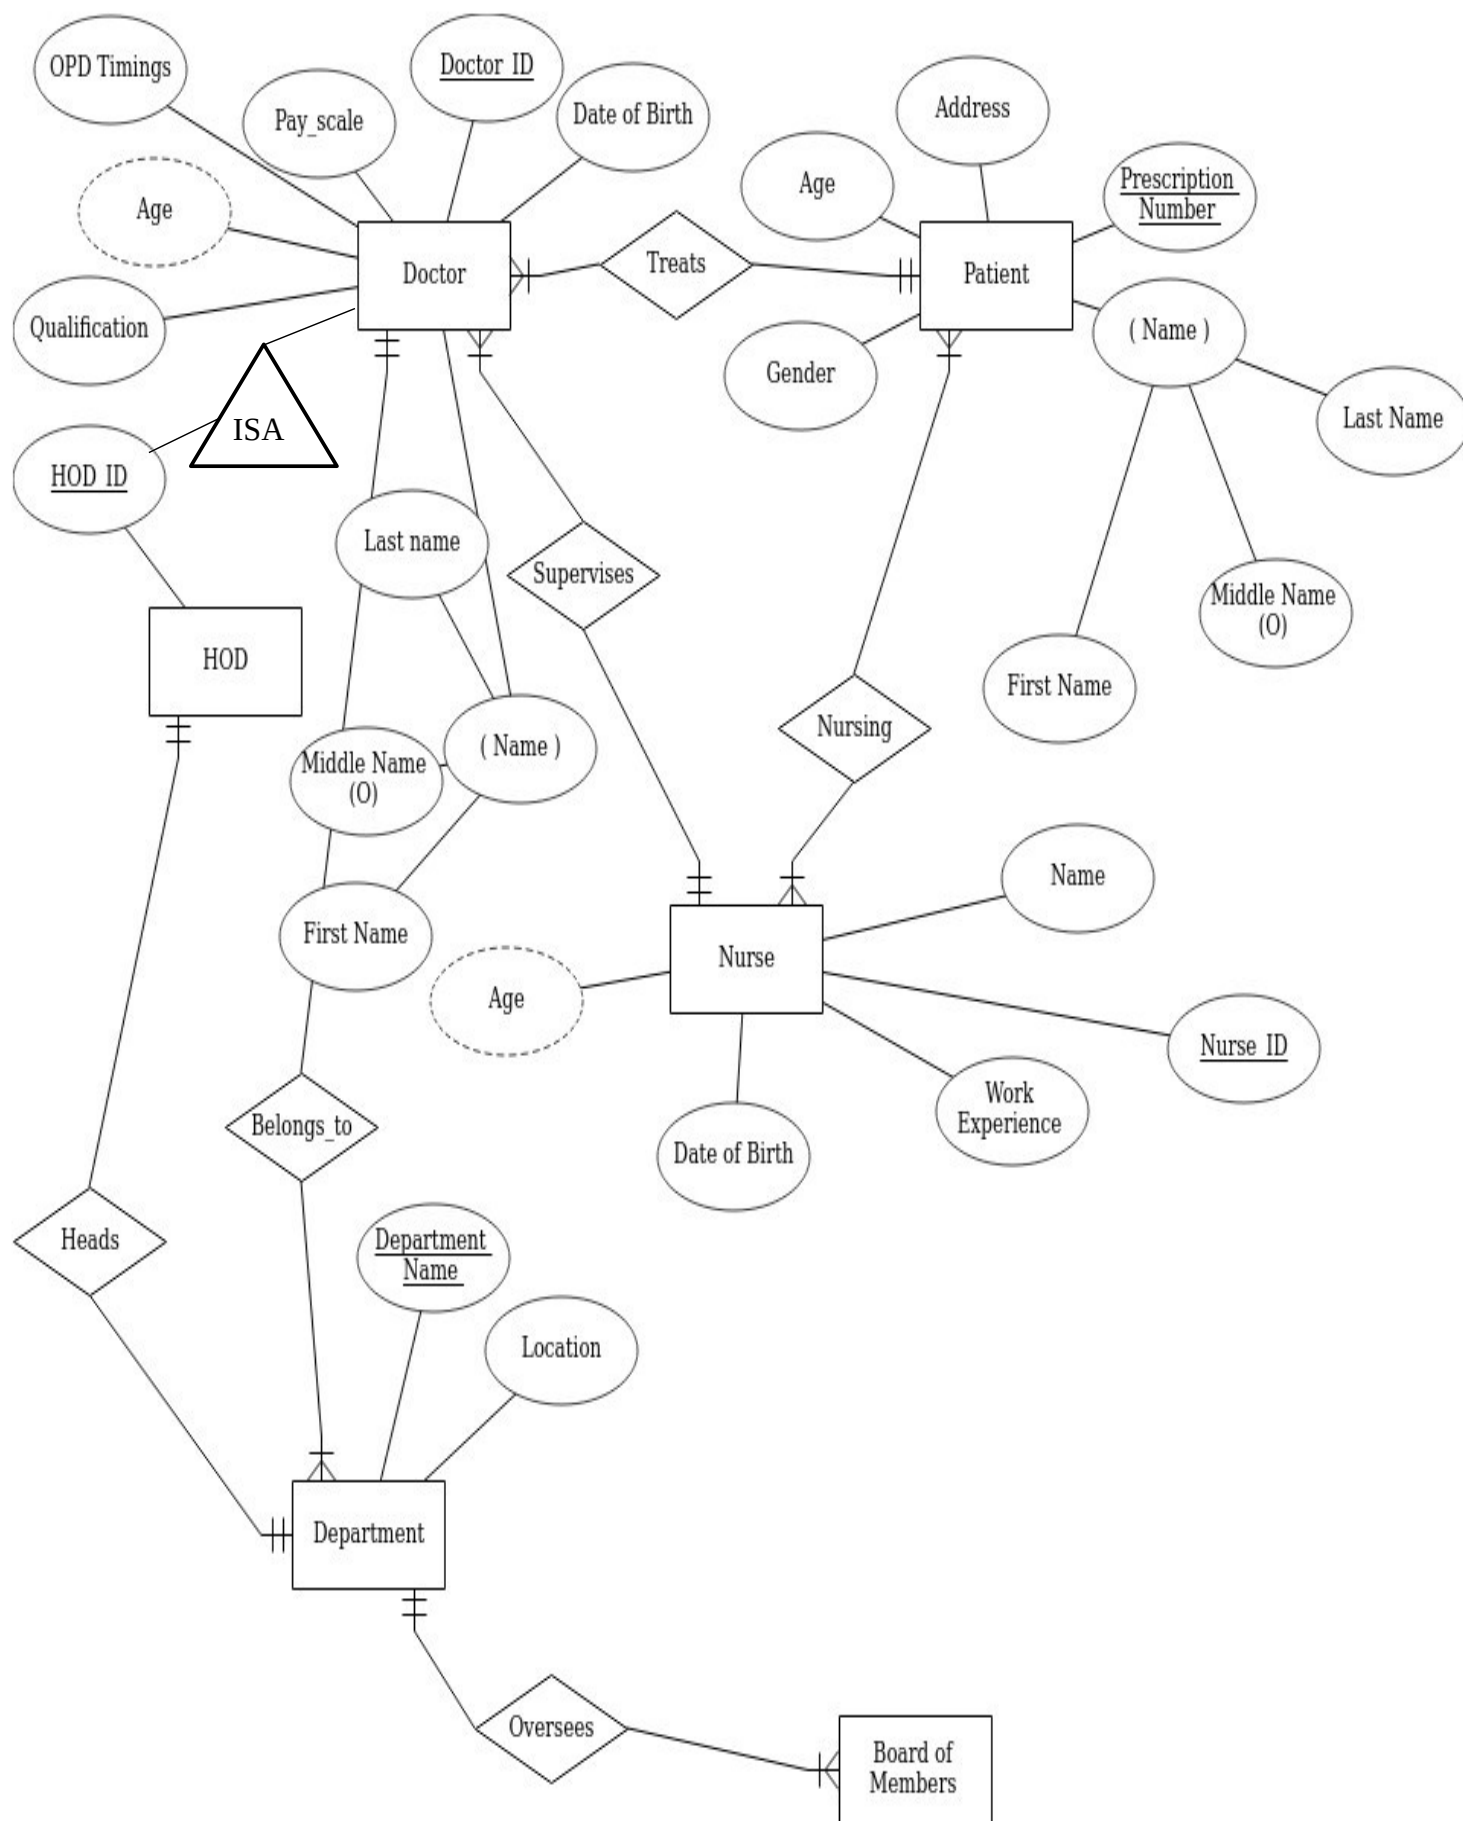 OPD Timings
Pay_scale
Doctor ID
Date of Birth
Address
Age
Prescription
Number
Age
Doctor
Treats
Patient
Qualification
( Name )
Gender
Last Name
ISA
HOD ID
Last name
Supervises
Middle Name
(O)
HOD
First Name
Nursing
( Name )
Middle Name
(O)
Name
First Name
Nurse
Age
Nurse ID
Work
Experience
Belongs_to
Date of Birth
Heads
Department
Name
Location
Department
Oversees
Board of
Members